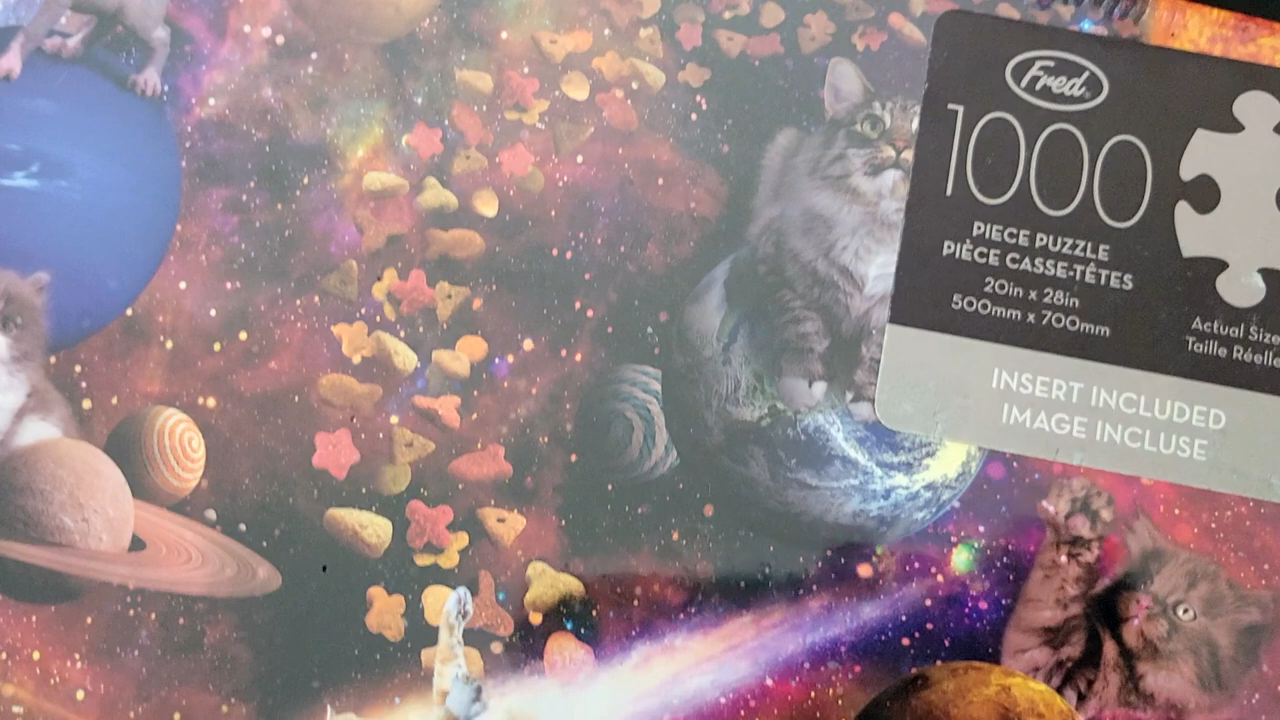 Fred
1000
PIECE PUZZLE
PIÈCE CASSE-TÊTES
20in x 28in
500mm x 700mm
Actual Size
Taille Réelle
INSERT INCLUDED
IMAGE INCLUSE